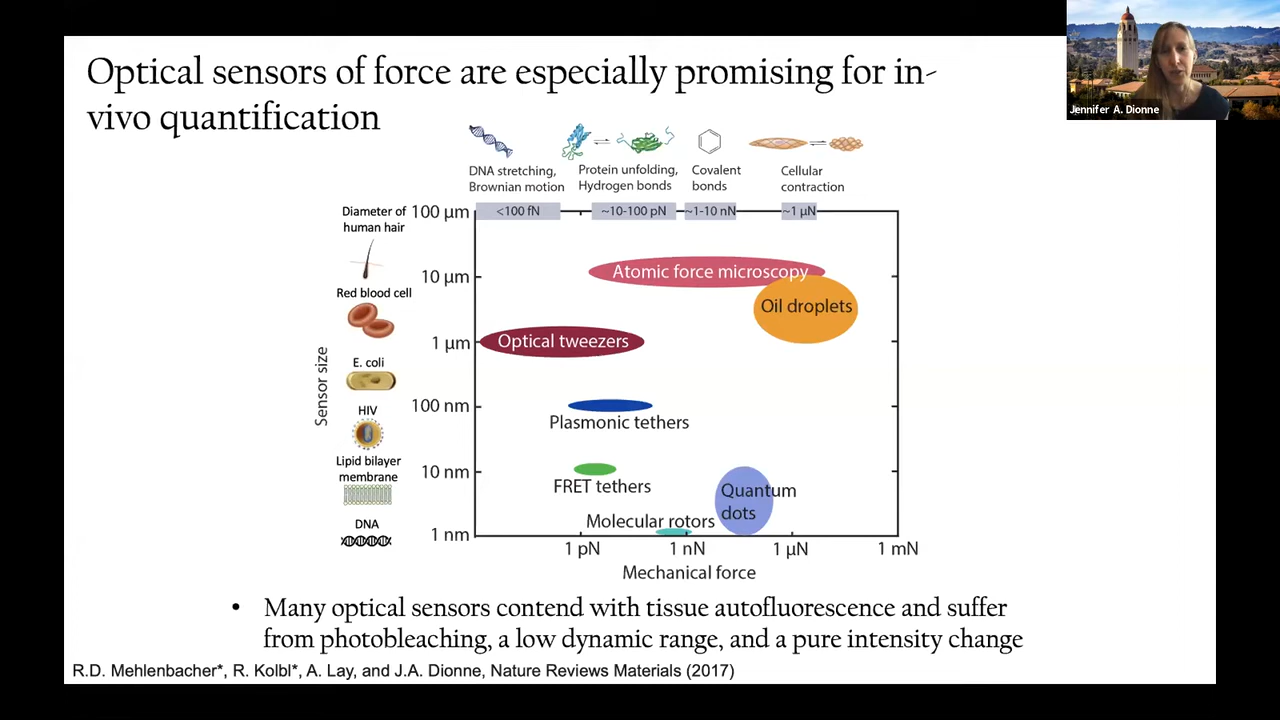 Optical sensors of force are especially promising for in-
vivo quantification
Jennifer A. Dionne
DNA stretching,
Brownian motion
Protein unfolding,
Hydrogen bonds
Covalent
bonds
Cellular
contraction
<100 fN
~10-100 pN
~1-10 nN
~1 µN
Diameter of
human hair
Red blood cell
E. coli
HIV
Lipid bilayer
membrane
DNA
Sensor size
100 µm
10 µm
1 µm
100 nm
10 nm
1 nm
Atomic force microscopy
Oil droplets
Optical tweezers
Plasmonic tethers
FRET tethers
Quantum
dots
Molecular rotors
1 pN
1 nN
1 µN
1 mN
Mechanical force
• Many optical sensors contend with tissue autofluorescence and suffer
from photobleaching, a low dynamic range, and a pure intensity change
R.D. Mehlenbacher*, R. Kolbl*, A. Lay, and J.A. Dionne, Nature Reviews Materials (2017)